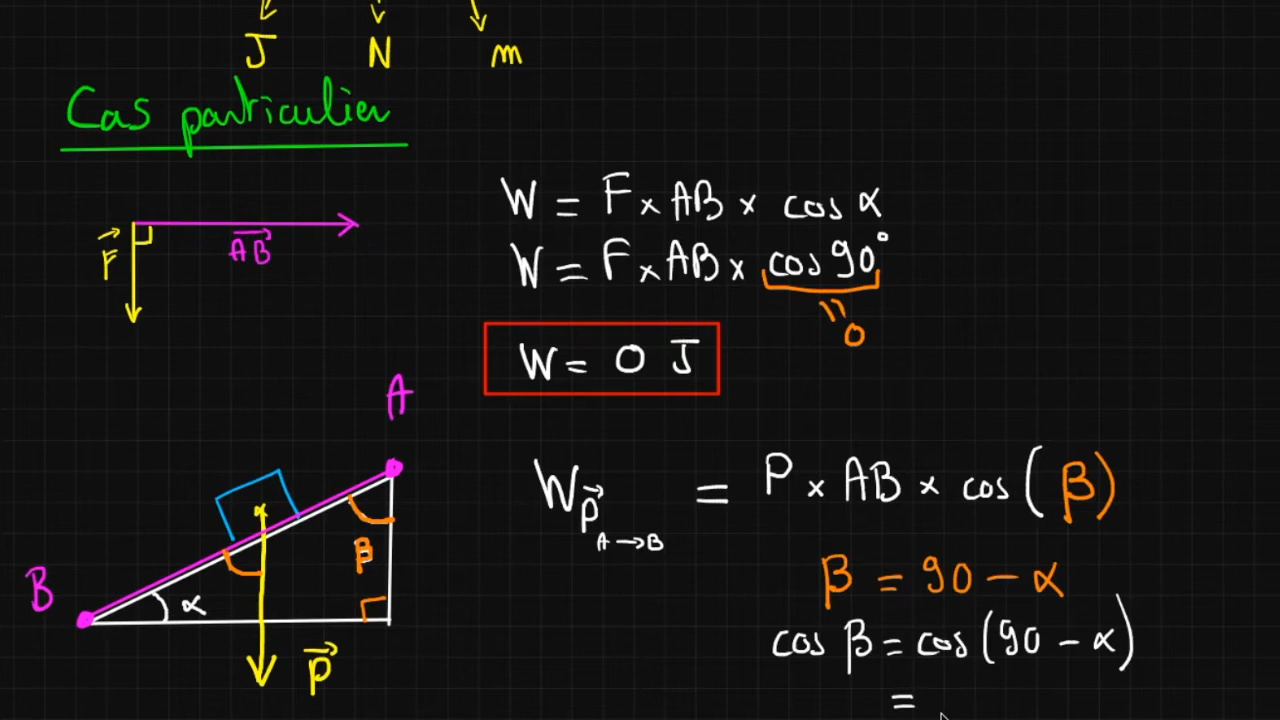 J N m
Cas particulier
W = F × AB × cos α
W = F × AB × cos 90°
F⃗ AB⃗
" 0
W = 0 J
A
W P⃗ A→B = P × AB × cos (β)
B α β
β = 90 - α
cos β = cos (90 - α)
P⃗
=